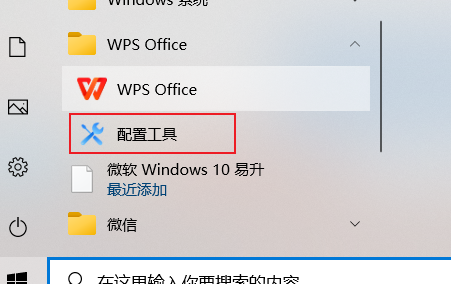 Windows 系统
WPS Office
WPS Office
配置工具
微软 Windows 10 易升
最近添加
微信
在这里输入你要搜索的内容